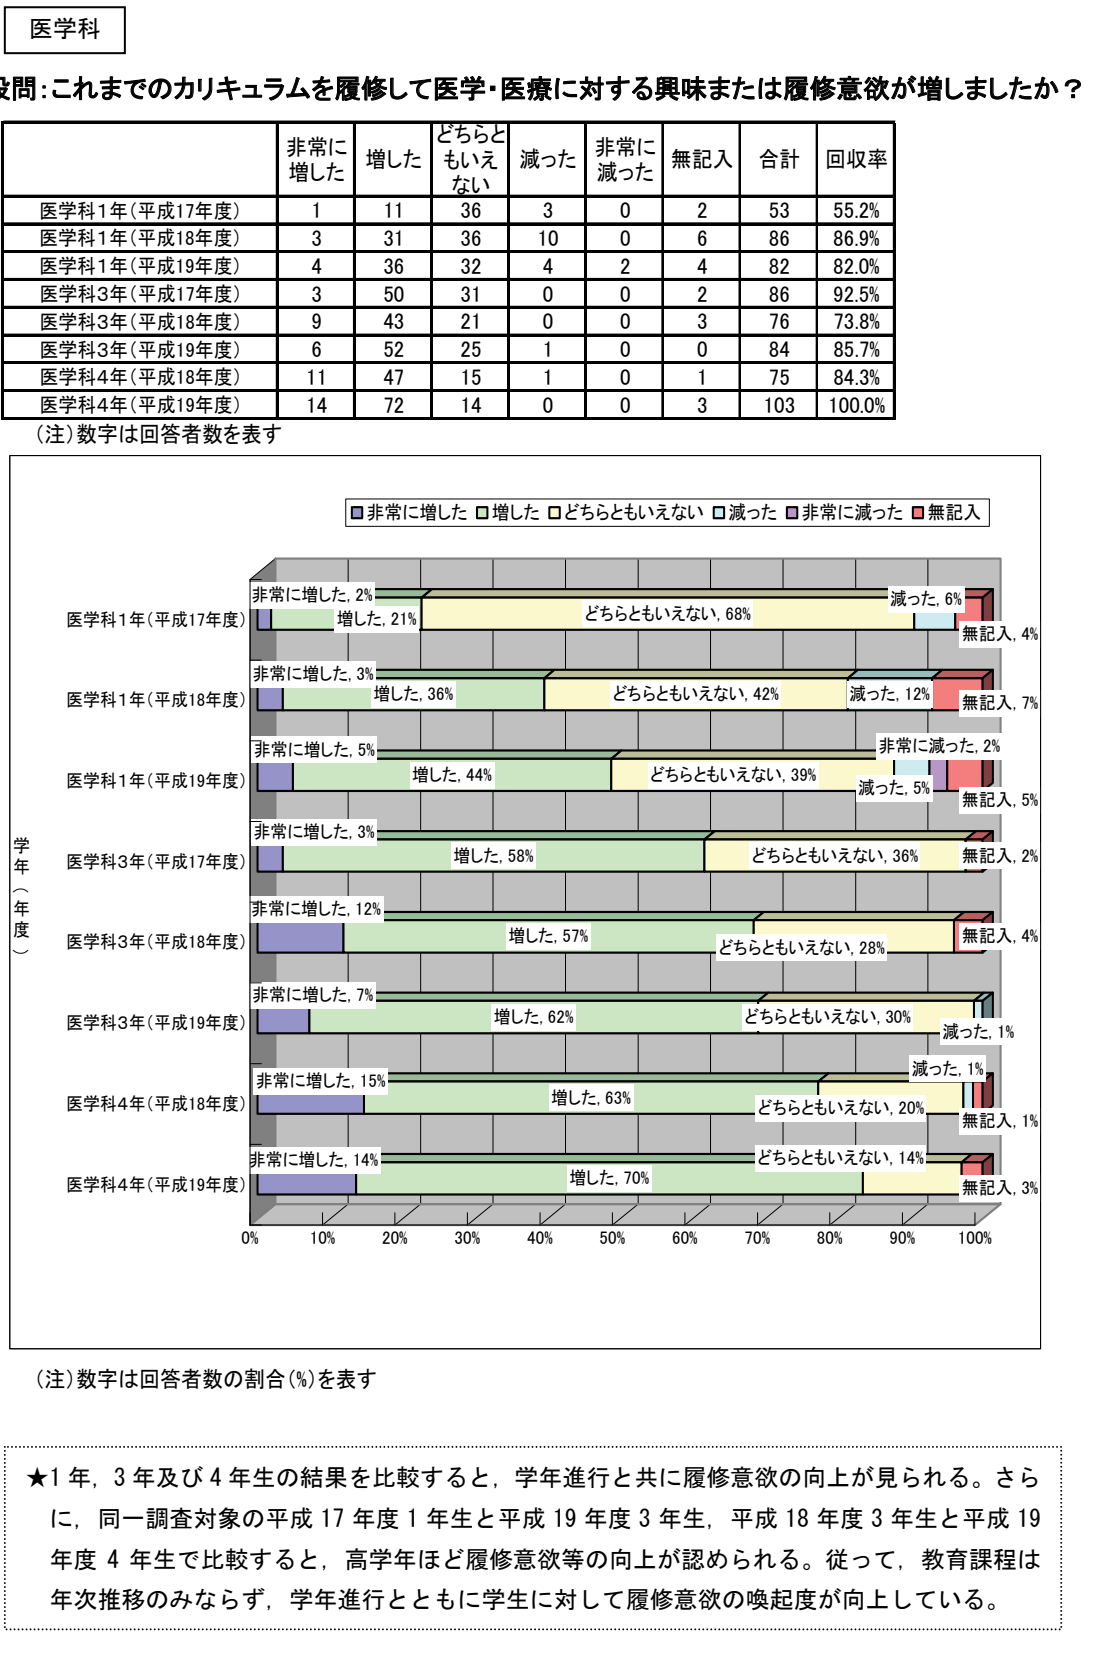 医学科
設問：これまでのカリキュラムを履修して医学・医療に対する興味または履修意欲が増しましたか？
非常に増した 増した どちらともいえない 減った 非常に減った 無記入 合計 回収率
医学科1年（平成17年度） 1 11 36 3 0 2 53 55.2%
医学科1年（平成18年度） 3 31 36 10 0 6 86 86.9%
医学科1年（平成19年度） 4 36 32 4 2 4 82 82.0%
医学科3年（平成17年度） 3 50 31 0 0 2 86 92.5%
医学科3年（平成18年度） 9 43 21 0 0 3 76 73.8%
医学科3年（平成19年度） 6 52 25 1 0 0 84 85.7%
医学科4年（平成18年度） 11 47 15 1 0 1 75 84.3%
医学科4年（平成19年度） 14 72 14 0 0 3 103 100.0%
（注）数字は回答者数を表す
非常に増した 増した どちらともいえない 減った 非常に減った 無記入
学年（年度）
医学科1年（平成17年度） 非常に増した, 2% 増した, 21% どちらともいえない, 68% 減った, 6% 無記入, 4%
医学科1年（平成18年度） 非常に増した, 3% 増した, 36% どちらともいえない, 42% 減った, 12% 無記入, 7%
医学科1年（平成19年度） 非常に増した, 5% 増した, 44% どちらともいえない, 39% 減った, 5% 非常に減った, 2% 無記入, 5%
医学科3年（平成17年度） 非常に増した, 3% 増した, 58% どちらともいえない, 36% 無記入, 2%
医学科3年（平成18年度） 非常に増した, 12% 増した, 57% どちらともいえない, 28% 無記入, 4%
医学科3年（平成19年度） 非常に増した, 7% 増した, 62% どちらともいえない, 30% 減った, 1%
医学科4年（平成18年度） 非常に増した, 15% 増した, 63% どちらともいえない, 20% 減った, 1% 無記入, 1%
医学科4年（平成19年度） 非常に増した, 14% 増した, 70% どちらともいえない, 14% 無記入, 3%
0% 10% 20% 30% 40% 50% 60% 70% 80% 90% 100%
（注）数字は回答者数の割合(%)を表す
★1年，3年及び4年生の結果を比較すると，学年進行と共に履修意欲の向上が見られる。さら
に，同一調査対象の平成17年度1年生と平成19年度3年生，平成18年度3年生と平成19
年度4年生で比較すると，高学年ほど履修意欲等の向上が認められる。従って，教育課程は
年次推移のみならず，学年進行とともに学生に対して履修意欲の喚起度が向上している。